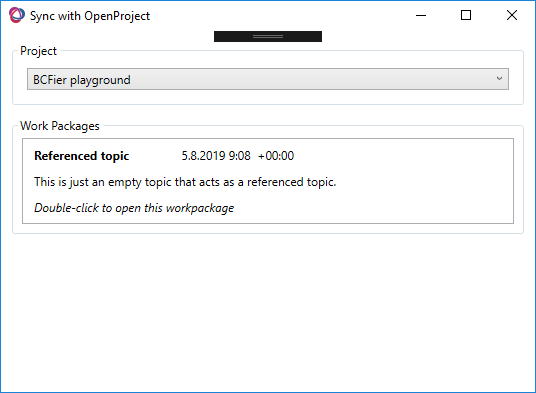 Sync with OpenProject
Project
BCFier playground
Work Packages
Referenced topic 5.8.2019 9:08 +00:00
This is just an empty topic that acts as a referenced topic.
Double-click to open this workpackage